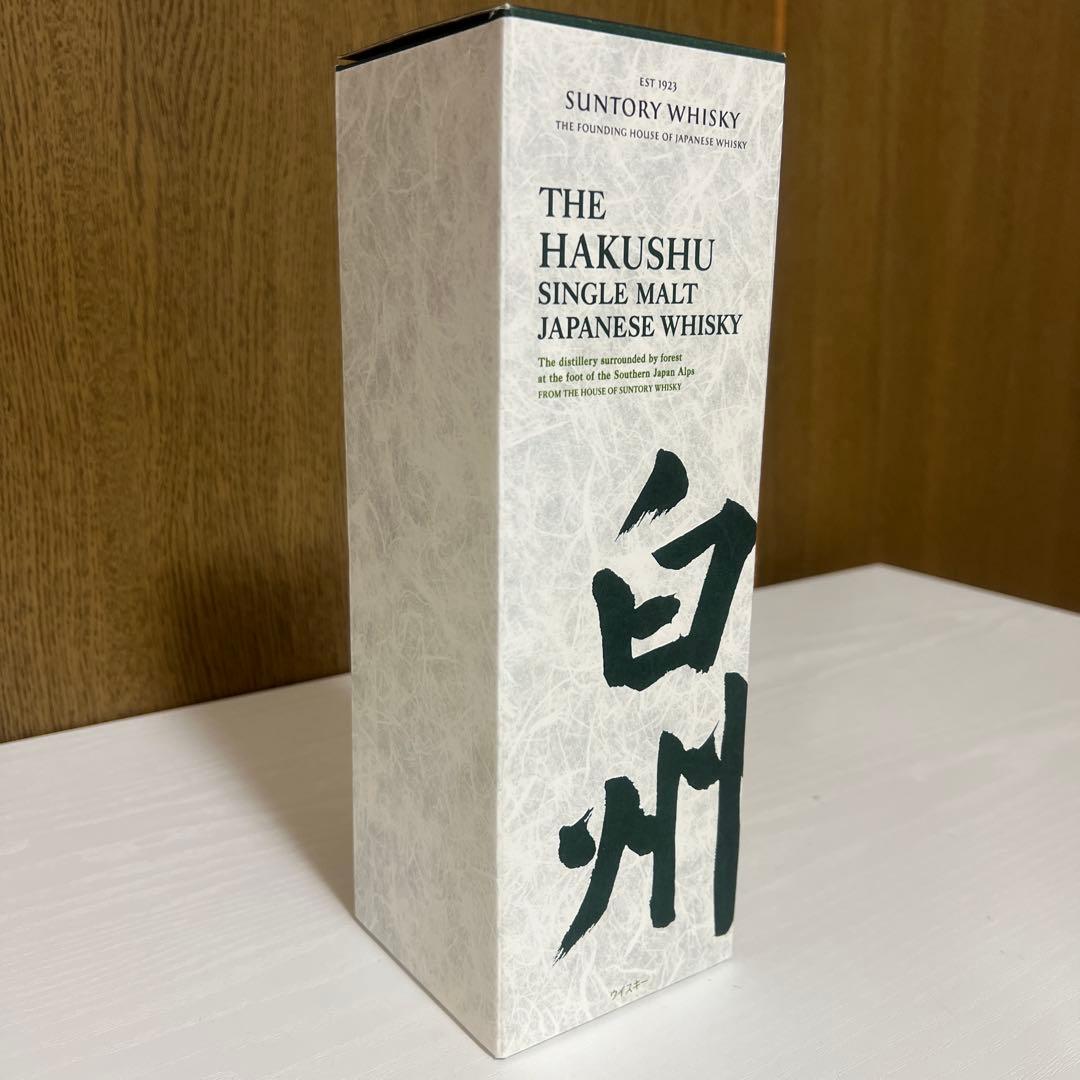 EST 1923
SUNTORY WHISKY
THE FOUNDING HOUSE OF JAPANESE WHISKY
THE
HAKUSHU
SINGLE MALT
JAPANESE WHISKY
The distillery surrounded by forest
at the foot of the Southern Japan Alps
FROM THE HOUSE OF SUNTORY WHISKY
白
州
ウイスキー